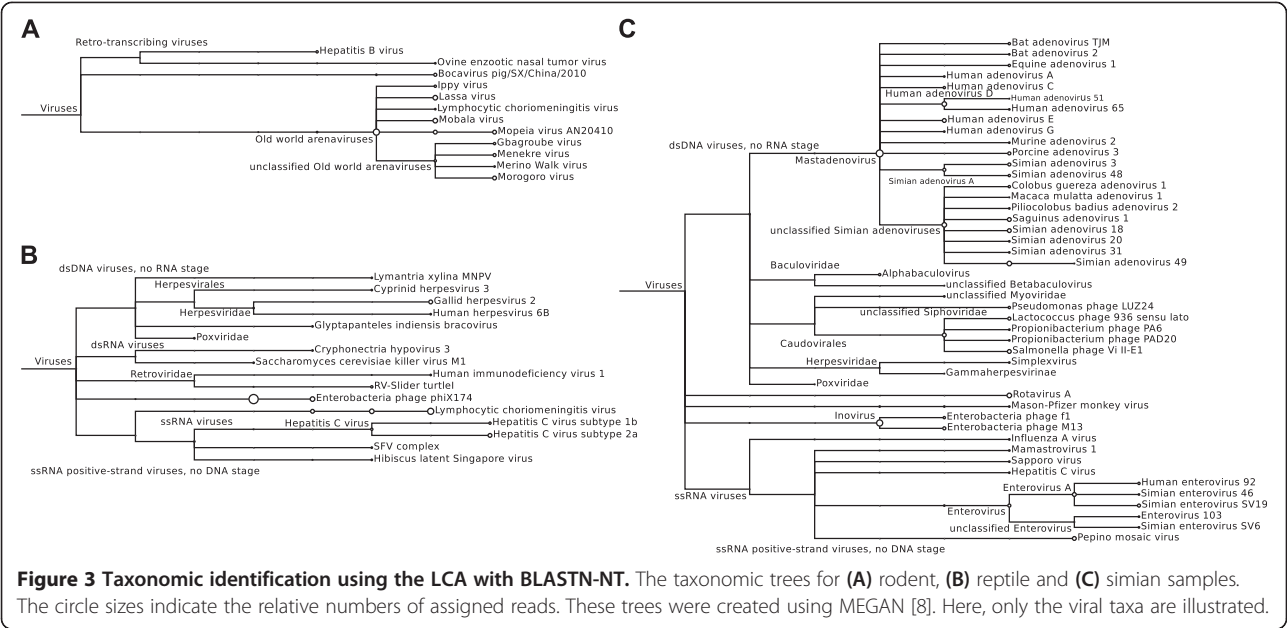 A
Retro-transcribing viruses
Hepatitis B virus
Ovine enzootic nasal tumor virus
Bocavirus pig/SX/China/2010
Ippy virus
Lassa virus
Viruses
Lymphocytic choriomeningitis virus
Mobala virus
Mopeia virus AN20410
Old world arenaviruses
Gbagroube virus
Menekre virus
unclassified Old world arenaviruses
Merino Walk virus
Morogoro virus
B
dsDNA viruses, no RNA stage
Lymantria xylina MNPV
Herpesvirales
Cyprinid herpesvirus 3
Gallid herpesvirus 2
Herpesviridae
Human herpesvirus 6B
Glyptapanteles indiensis bracovirus
Poxviridae
dsRNA viruses
Cryphonectria hypovirus 3
Viruses
Saccharomyces cerevisiae killer virus M1
Retroviridae
Human immunodeficiency virus 1
RV-Slider turtleI
Enterobacteria phage phiX174
Lymphocytic choriomeningitis virus
ssRNA viruses
Hepatitis C virus
Hepatitis C virus subtype 1b
Hepatitis C virus subtype 2a
SFV complex
Hibiscus latent Singapore virus
ssRNA positive-strand viruses, no DNA stage
C
Bat adenovirus TJM
Bat adenovirus 2
Equine adenovirus 1
Human adenovirus A
Human adenovirus C
Human adenovirus D
Human adenovirus 51
Human adenovirus 65
Human adenovirus E
Human adenovirus G
Murine adenovirus 2
dsDNA viruses, no RNA stage
Porcine adenovirus 3
Mastadenovirus
Simian adenovirus 3
Simian adenovirus 48
Simian adenovirus A
Colobus guereza adenovirus 1
Macaca mulatta adenovirus 1
Piliocolobus badius adenovirus 2
Saguinus adenovirus 1
unclassified Simian adenoviruses
Simian adenovirus 18
Simian adenovirus 20
Simian adenovirus 31
Simian adenovirus 49
Baculoviridae
Alphabaculovirus
Viruses
unclassified Betabaculovirus
unclassified Myoviridae
Pseudomonas phage LUZ24
unclassified Siphoviridae
Lactococcus phage 936 sensu lato
Propionibacterium phage PA6
Propionibacterium phage PAD20
Caudovirales
Salmonella phage Vi II-E1
Herpesviridae
Simplexvirus
Gammaherpesvirinae
Poxviridae
Rotavirus A
Mason-Pfizer monkey virus
Inovirus
Enterobacteria phage f1
Enterobacteria phage M13
Influenza A virus
Mamastrovirus 1
Sapporo virus
Hepatitis C virus
Human enterovirus 92
Enterovirus A
Simian enterovirus 46
ssRNA viruses
Simian enterovirus SV19
Enterovirus
Enterovirus 103
unclassified Enterovirus
Simian enterovirus SV6
Pepino mosaic virus
ssRNA positive-strand viruses, no DNA stage
Figure 3 Taxonomic identification using the LCA with BLASTN-NT. The taxonomic trees for (A) rodent, (B) reptile and (C) simian samples.
The circle sizes indicate the relative numbers of assigned reads. These trees were created using MEGAN [8]. Here, only the viral taxa are illustrated.